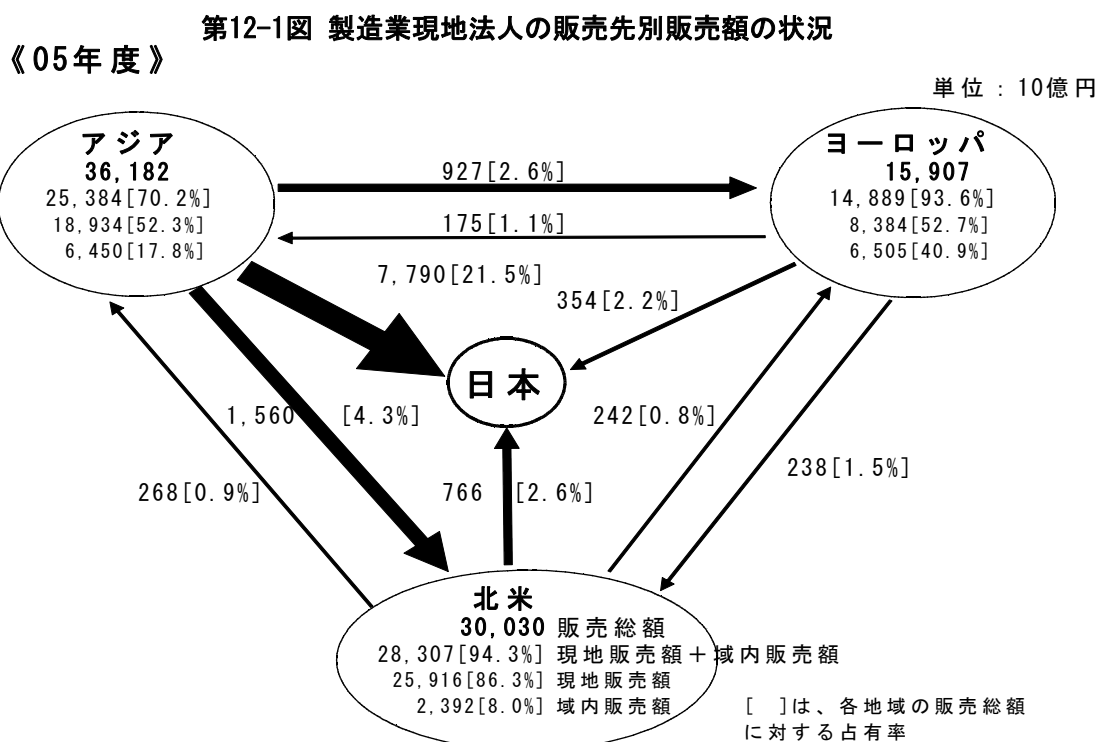 第12-1図 製造業現地法人の販売先別販売額の状況
《05年度》
単位：10億円
アジア
36,182
25,384[70.2%]
18,934[52.3%]
6,450[17.8%]
ヨーロッパ
15,907
14,889[93.6%]
8,384[52.7%]
6,505[40.9%]
927[2.6%]
175[1.1%]
7,790[21.5%]
354[2.2%]
日本
1,560 [4.3%]
242[0.8%]
268[0.9%]
766 [2.6%]
238[1.5%]
北米
30,030 販売総額
28,307[94.3%] 現地販売額＋域内販売額
25,916[86.3%] 現地販売額
2,392[8.0%] 域内販売額
[ ]は、各地域の販売総額
に対する占有率